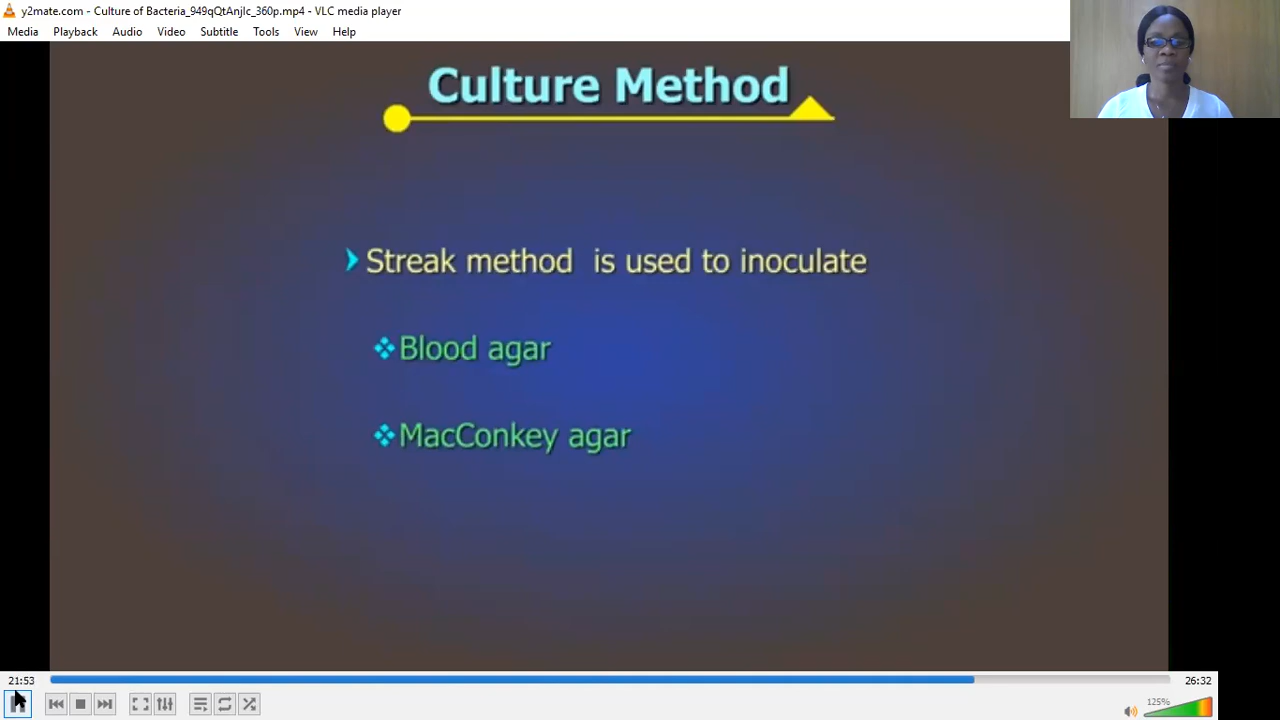 y2mate.com - Culture of Bacteria_949qQtAnjIc_360p.mp4 - VLC media player
Media Playback Audio Video Subtitle Tools View Help
Culture Method
Streak method is used to inoculate
Blood agar
MacConkey agar
21:53
26:32
125%